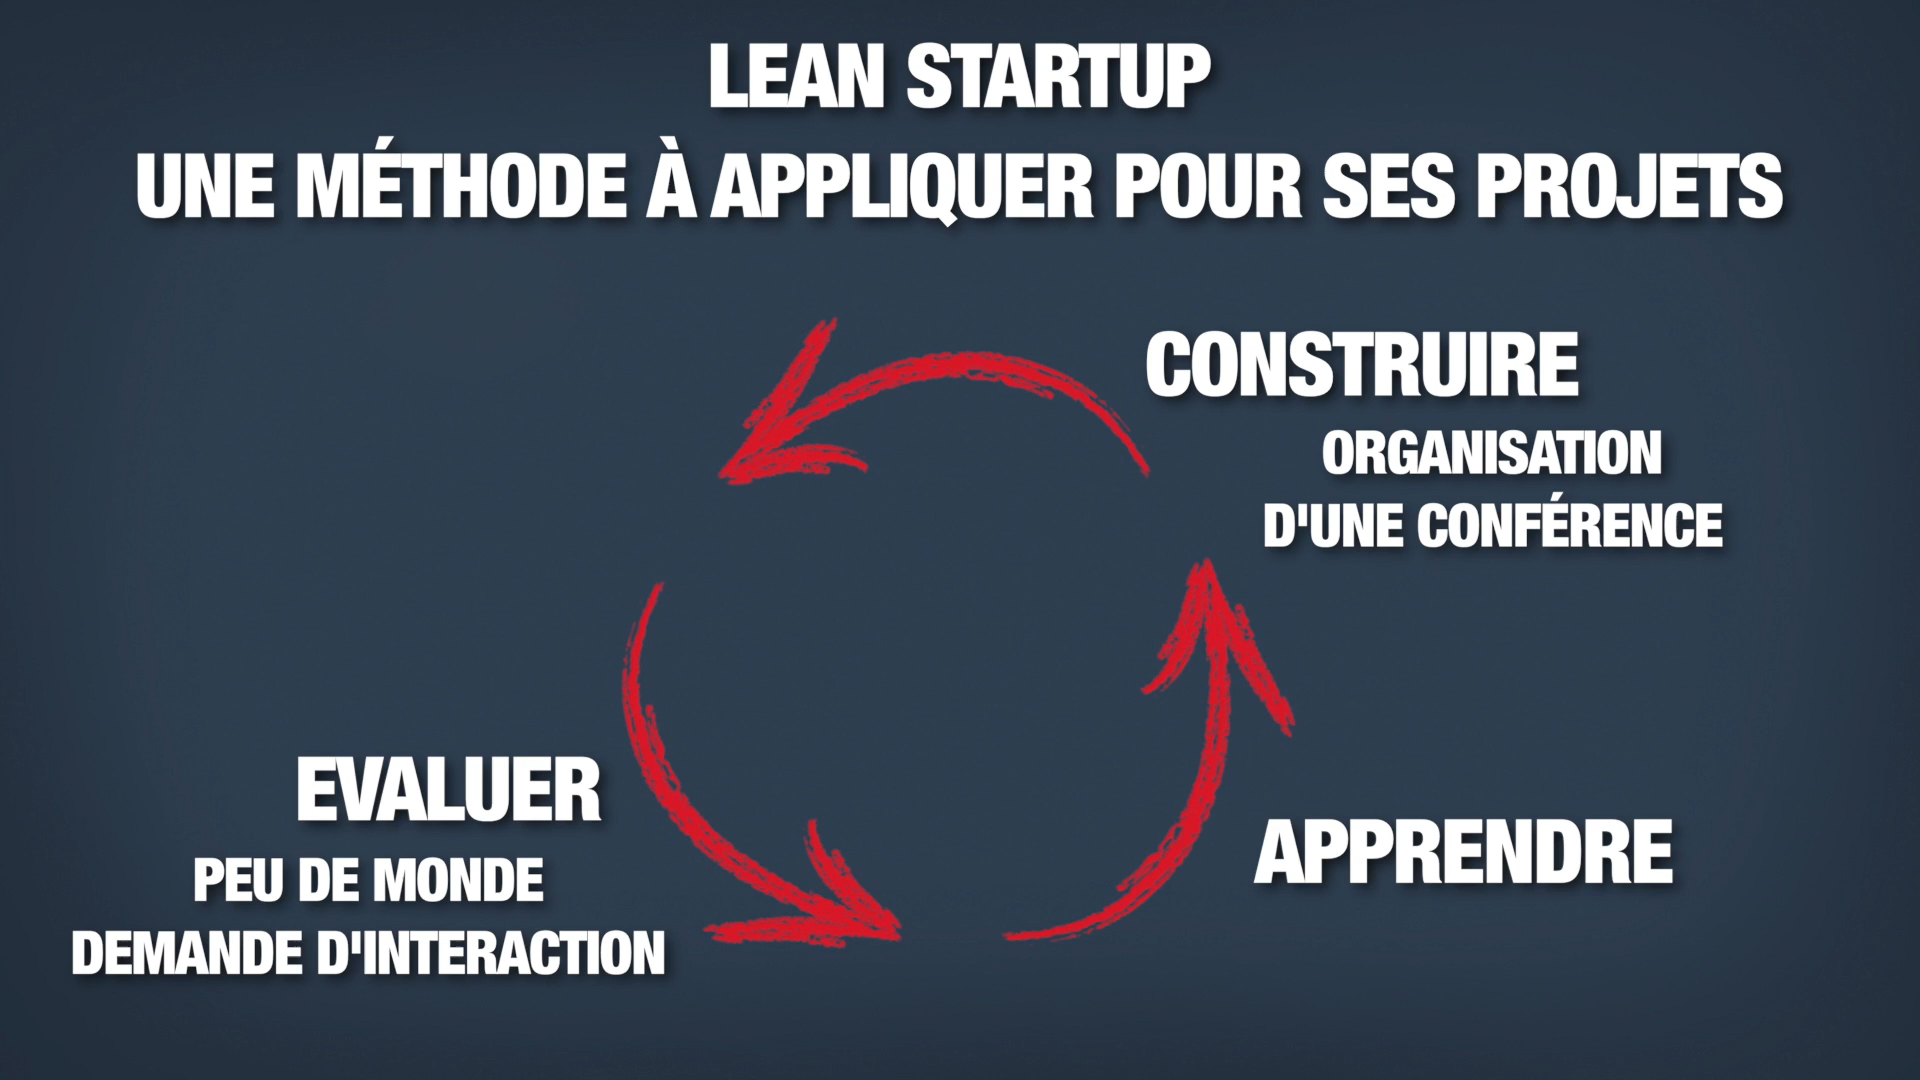 LEAN STARTUP
UNE MÉTHODE À APPLIQUER POUR SES PROJETS
CONSTRUIRE
ORGANISATION
D'UNE CONFÉRENCE
EVALUER
PEU DE MONDE
DEMANDE D'INTERACTION
APPRENDRE